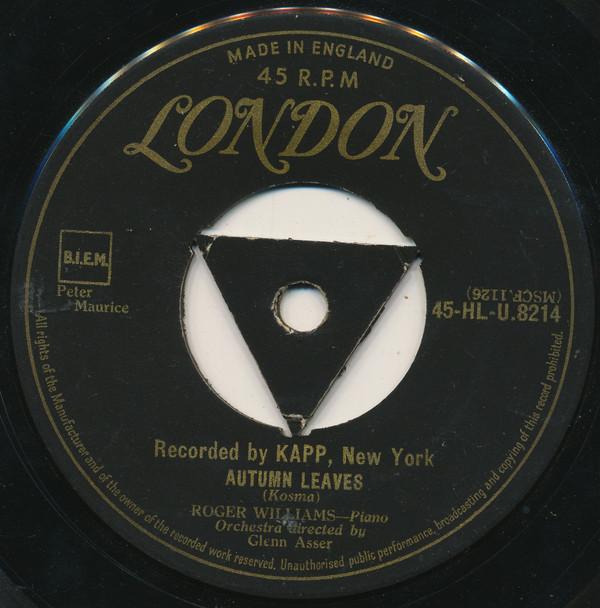 MADE IN ENGLAND
45 R.P.M
LONDON
B.I.E.M.
Peter
Maurice
(MSCP.1126)
45-HL-U.8214
Recorded by KAPP, New York
AUTUMN LEAVES
(Kosma)
ROGER WILLIAMS—Piano
Orchestra directed by
Glenn Asser
All rights of the Manufacturer and of the owner of the recorded work reserved. Unauthorised public performance, broadcasting and copying of this record prohibited.